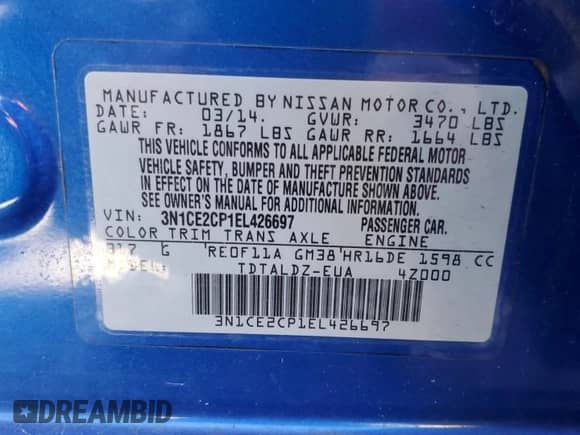 MANUFACTURED BY NISSAN MOTOR CO., LTD.
DATE: 03/14. GVWR: 3470 LBS
GAWR FR: 1867 LBS GAWR RR: 1664 LBS
THIS VEHICLE CONFORMS TO ALL APPLICABLE FEDERAL MOTOR
VEHICLE SAFETY, BUMPER AND THEFT PREVENTION STANDARDS
IN EFFECT ON THE DATE OF MANUFACTURE SHOWN ABOVE.
SEE OWNER'S MANUAL FOR ADDITIONAL INFORMATION.
VIN: 3N1CE2CP1EL426697 PASSENGER CAR.
COLOR TRIM TRANS AXLE ENGINE
G RE0F11A GM38 HR16DE 1598 CC
TDTALDZ-EUA 4Z000
3N1CE2CP1EL426697
DREAMBID